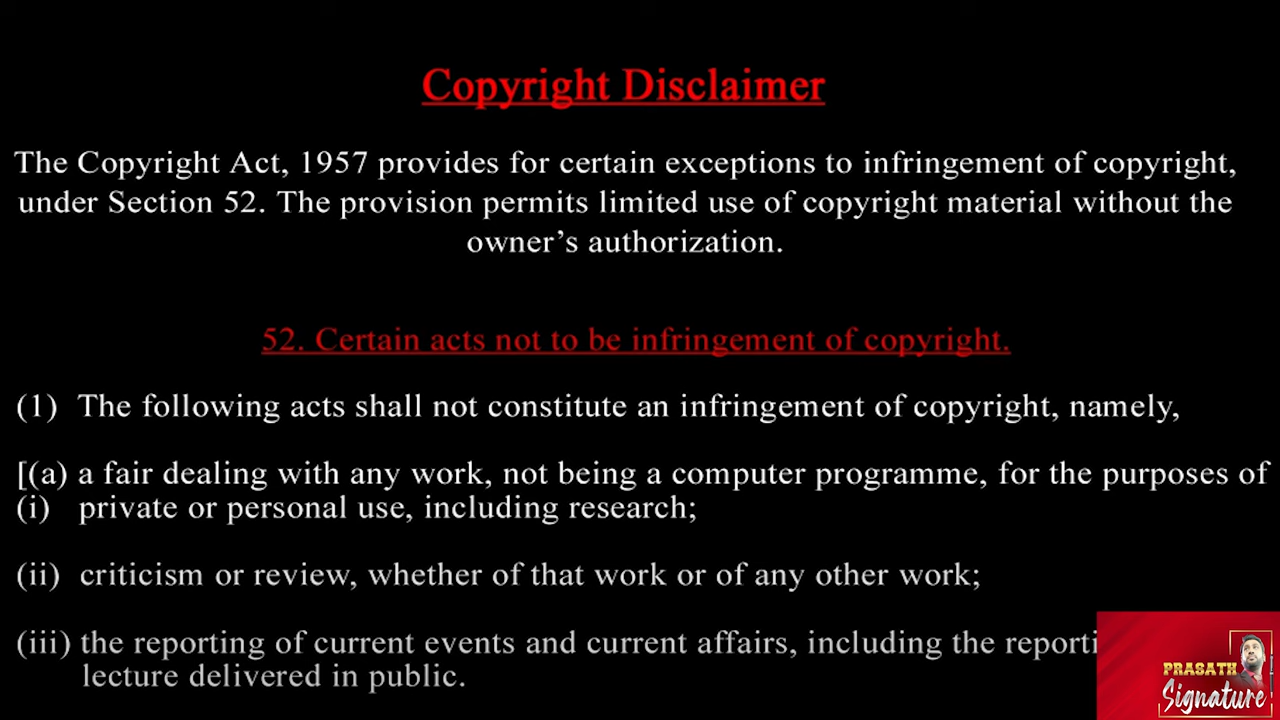 Copyright Disclaimer
The Copyright Act, 1957 provides for certain exceptions to infringement of copyright,
under Section 52. The provision permits limited use of copyright material without the
owner’s authorization.
52. Certain acts not to be infringement of copyright.
(1) The following acts shall not constitute an infringement of copyright, namely,
[(a) a fair dealing with any work, not being a computer programme, for the purposes of
(i) private or personal use, including research;
(ii) criticism or review, whether of that work or of any other work;
(iii) the reporting of current events and current affairs, including the
lecture delivered in public.
PRASATH
Signature